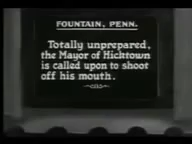 FOUNTAIN, PENN.
Totally unprepared,
the Mayor of Hicktown
is called upon to shoot
off his mouth.